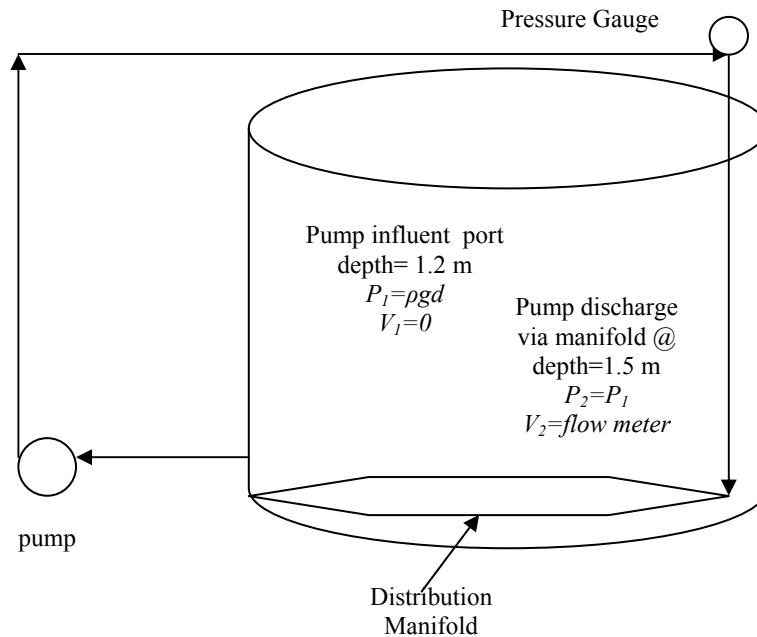 Pressure Gauge
Pump influent port
depth= 1.2 m
P₁=ρgd
V₁=0
Pump discharge
via manifold @
depth=1.5 m
P₂=P₁
V₂=flow meter
pump
Distribution
Manifold